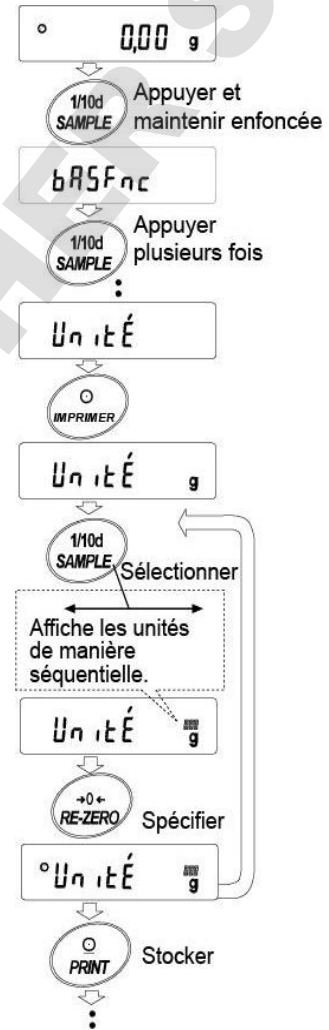 0,00 g
1/10d
SAMPLE
Appuyer et
maintenir enfoncée
bASFnc
1/10d
SAMPLE
Appuyer
plusieurs fois
UnitÉ
IMPRIMER
UnitÉ g
1/10d
SAMPLE
Sélectionner
Affiche les unités
de manière
séquentielle.
UnitÉ g
→0←
RE-ZERO
Spécifier
UnitÉ g
PRINT
Stocker